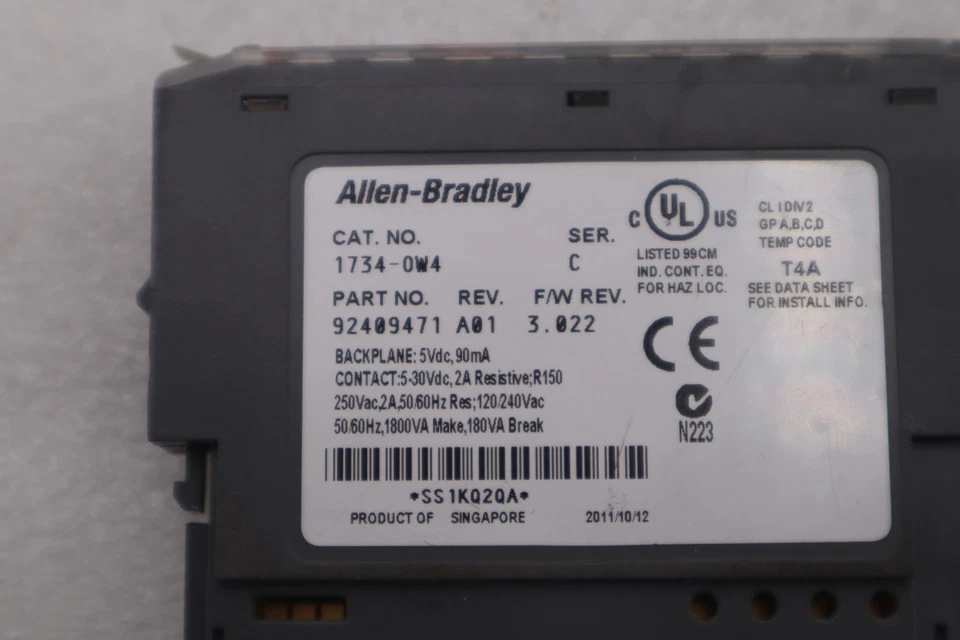 Allen-Bradley
CAT. NO. SER.
1734-OW4 C
PART NO. REV. F/W REV.
92409471 A01 3.022
BACKPLANE: 5Vdc, 90mA
CONTACT:5-30Vdc, 2A Resistive;R150
250Vac,2A,50/60Hz Res;120/240Vac
50/60Hz,1800VA Make,180VA Break
*SS1KQ2QA*
PRODUCT OF SINGAPORE 2011/10/12
C UL US
LISTED 99CM
IND. CONT. EQ.
FOR HAZ LOC.
CL I DIV2
GP A,B,C,D
TEMP CODE
T4A
SEE DATA SHEET
FOR INSTALL INFO.
CE
N223